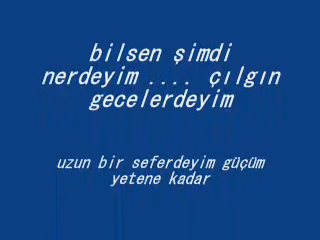 bilsen şimdi
nerdeyim .... çılgın
gecelerdeyim
uzun bir seferdeyim güçüm
yetene kadar